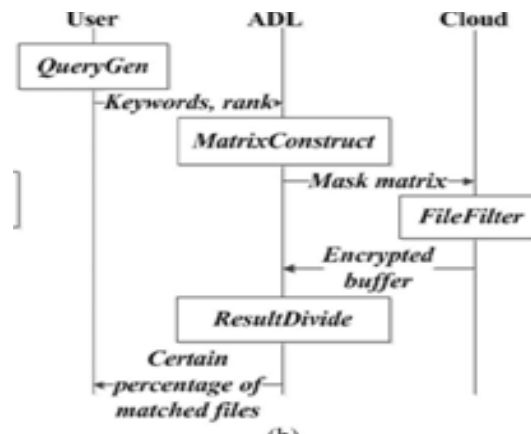 User ADL Cloud
QueryGen
Keywords, rank
MatrixConstruct
Mask matrix
FileFilter
Encrypted
buffer
ResultDivide
Certain
percentage of
matched files